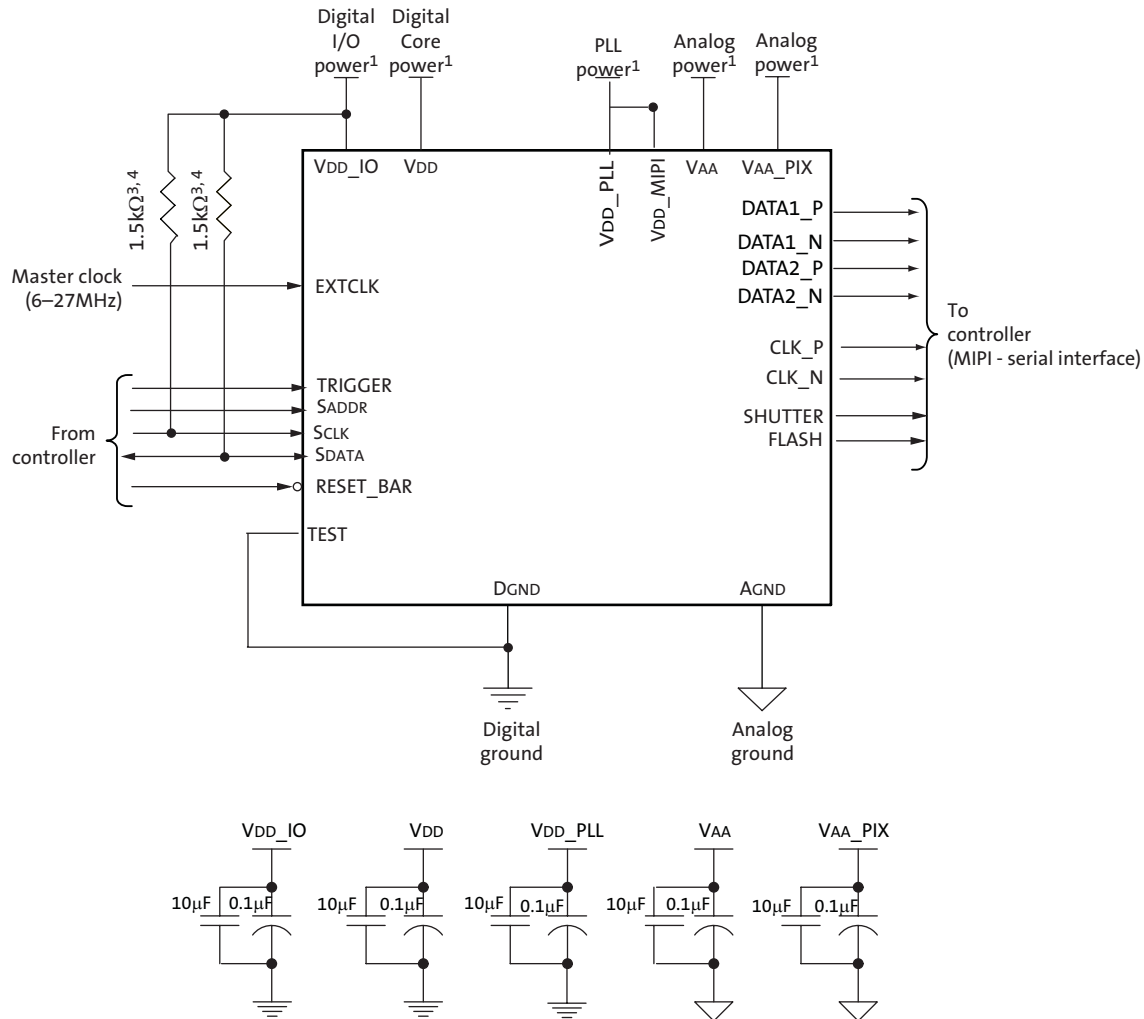 Digital
I/O
power1
Digital
Core
power1
PLL
power1
Analog
power1
Analog
power1
VDD_IO
VDD
VDD_PLL
VDD_MIPI
VAA
VAA_PIX
1.5kΩ3, 4
1.5kΩ3, 4
DATA1_P
DATA1_N
DATA2_P
DATA2_N
Master clock
(6–27MHz)
EXTCLK
To
controller
(MIPI - serial interface)
CLK_P
CLK_N
SHUTTER
FLASH
From
controller
TRIGGER
SADDR
SCLK
SDATA
RESET_BAR
TEST
DGND
AGND
Digital
ground
Analog
ground
VDD_IO
VDD
VDD_PLL
VAA
VAA_PIX
10µF
0.1µF
10µF
0.1µF
10µF
0.1µF
10µF
0.1µF
10µF
0.1µF